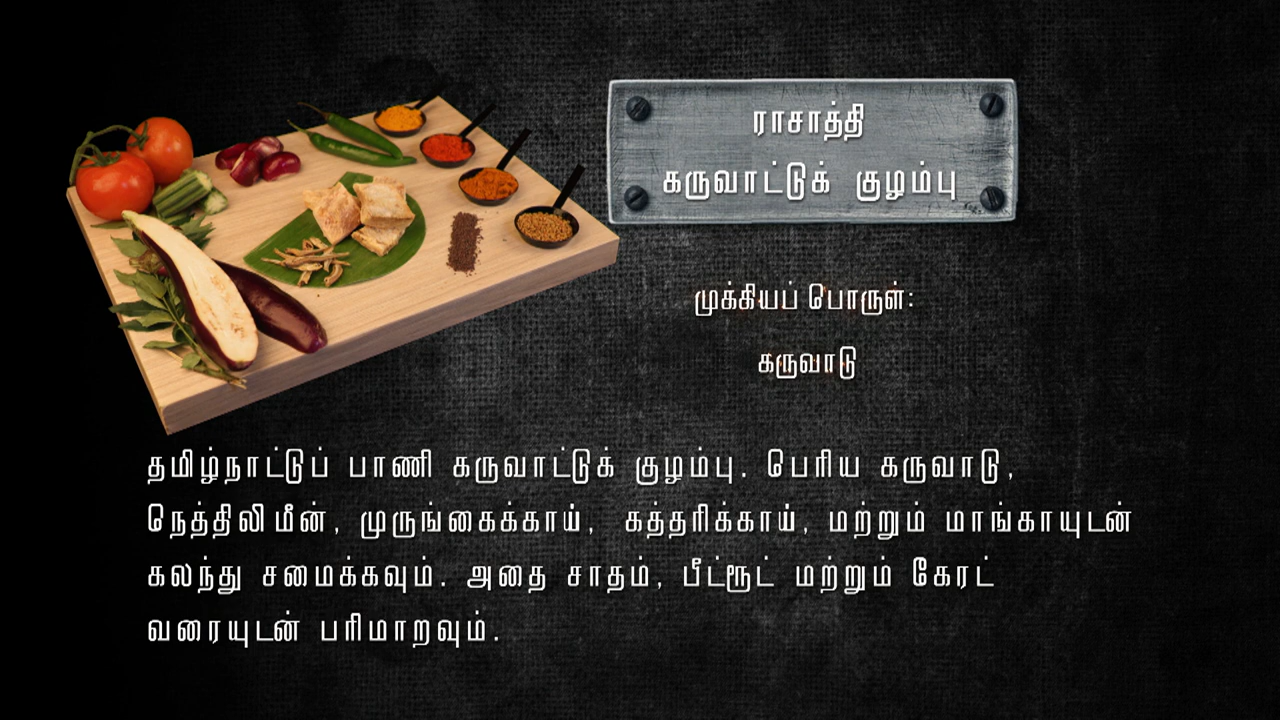 ராசாத்தி
கருவாட்டுக் குழம்பு
முக்கியப் பொருள்:
கருவாடு
தமிழ்நாட்டுப் பாணி கருவாட்டுக் குழம்பு. பெரிய கருவாடு,
நெத்திலி மீன், முருங்கைக்காய், கத்தரிக்காய், மற்றும் மாங்காயுடன்
கலந்து சமைக்கவும். அதை சாதம், பீட்ரூட் மற்றும் கேரட்
வரையுடன் பரிமாறவும்.